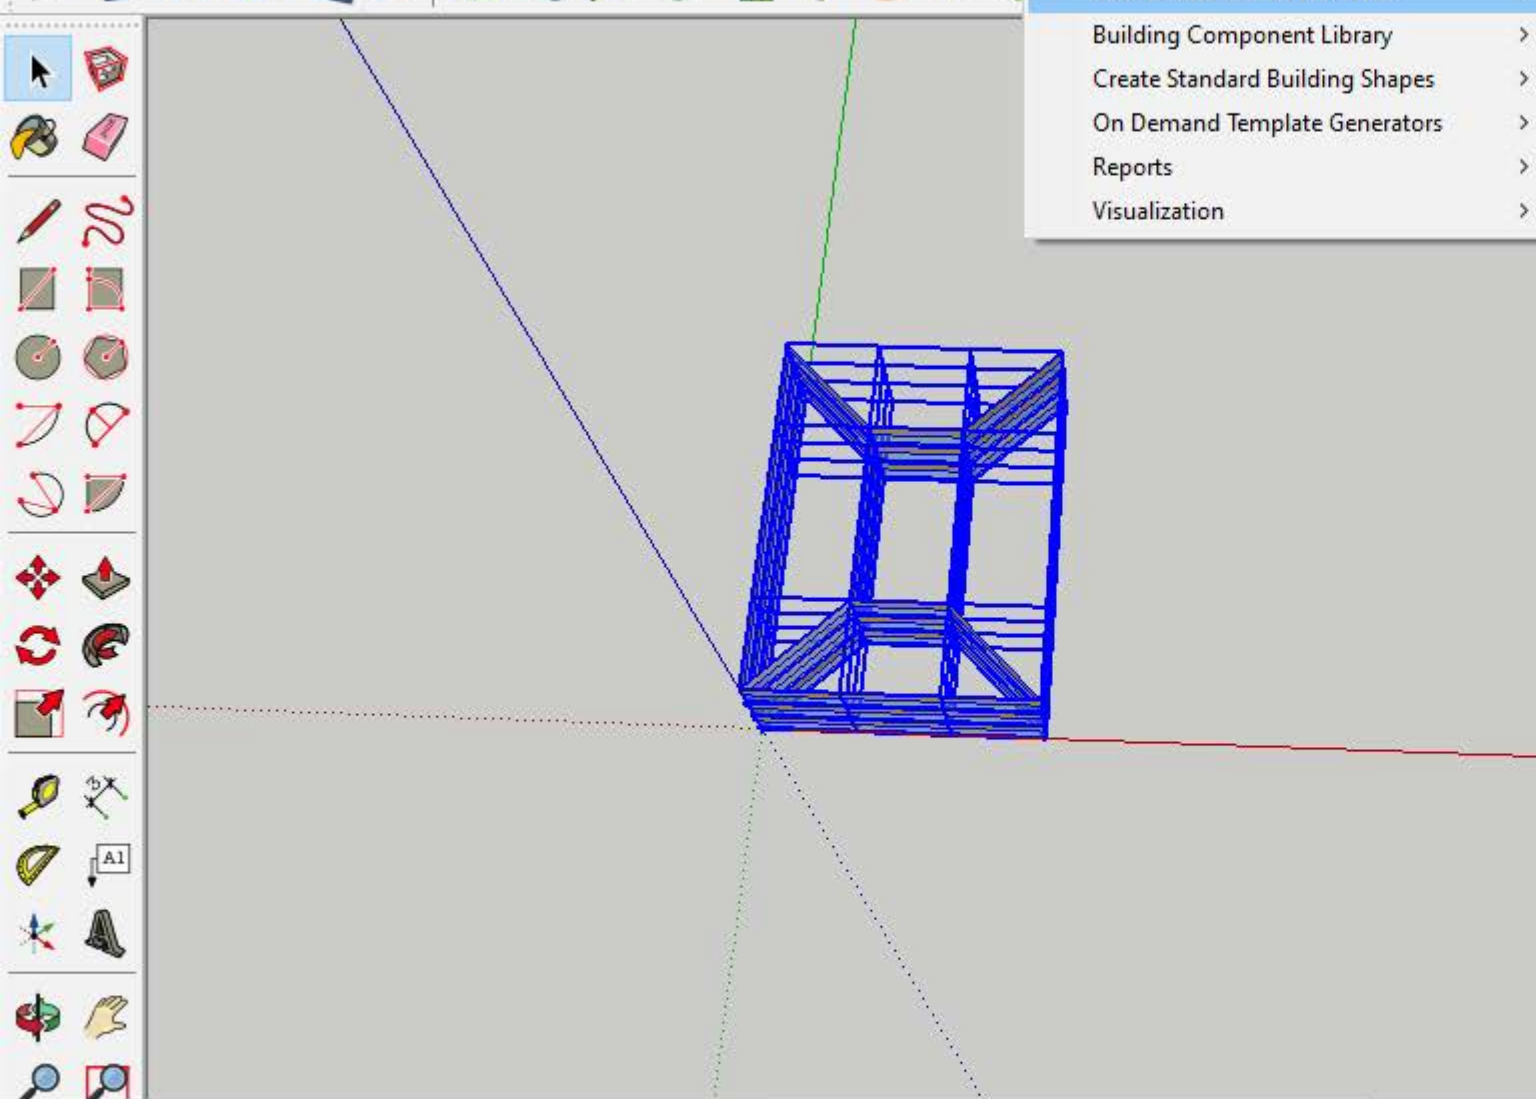 Building Component Library
Create Standard Building Shapes
On Demand Template Generators
Reports
Visualization
A1